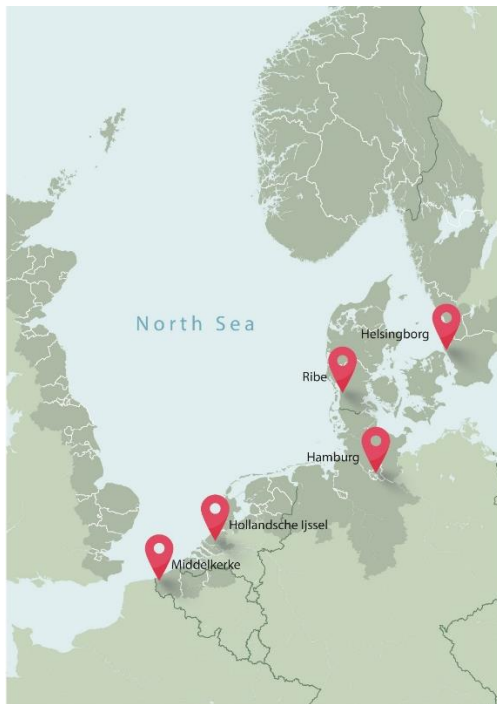 North Sea
Helsingborg
Ribe
Hamburg
Hollandsche Ijssel
Middelkerke